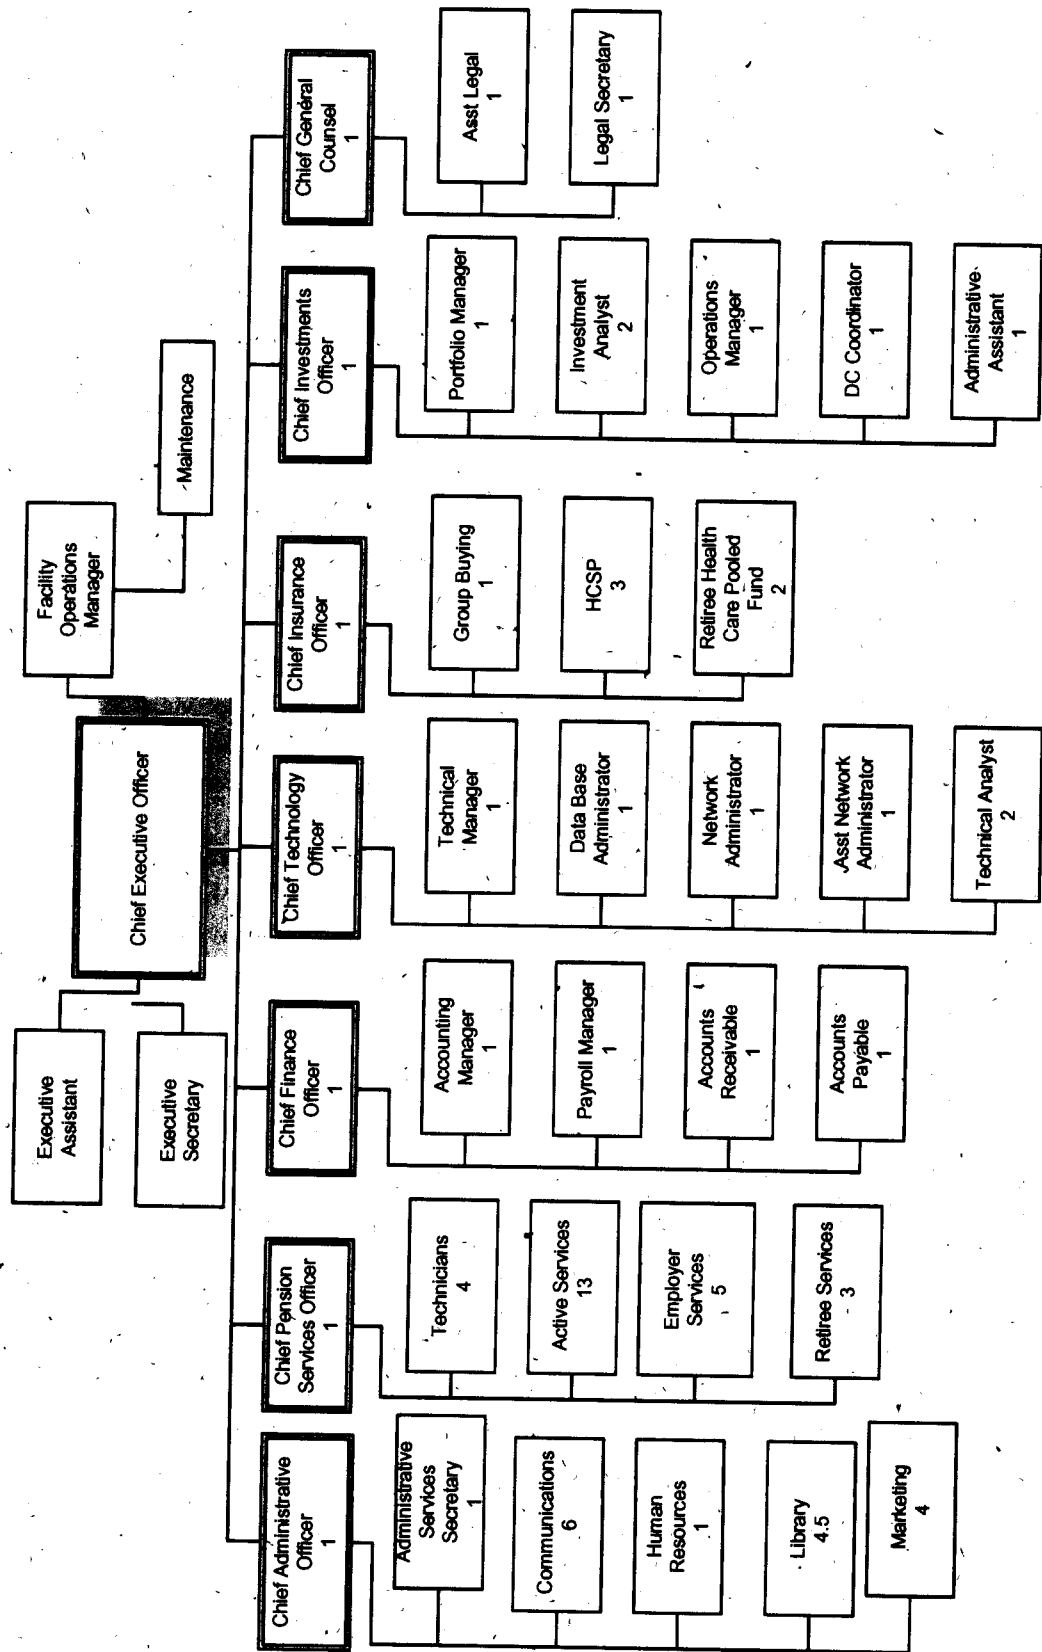 Executive
Assistant
Executive
Secretary
Chief Executive Officer
Facility
Operations
Manager
Maintenance
Chief Administrative
Officer
1
Administrative
Services
Secretary
1
Communications
6
Human
Resources
1
Library
4.5
Marketing
4
Chief Pension
Services Officer
1
Technicians
4
Active Services
13
Employer
Services
5
Retiree Services
3
Chief Finance
Officer
1
Accounting
Manager
1
Payroll Manager
1
Accounts
Receivable
1
Accounts
Payable
1
Chief Technology
Officer
1
Technical
Manager
1
Data Base
Administrator
1
Network
Administrator
1
Asst Network
Administrator
1
Technical Analyst
2
Chief Insurance
Officer
1
Group Buying
1
HCSP
3
Retiree Health
Care Pooled
Fund
2
Chief Investments
Officer
1
Portfolio Manager
1
Investment
Analyst
2
Operations
Manager
1
DC Coordinator
1
Administrative
Assistant
1
Chief General
Counsel
1
Asst Legal
1
Legal Secretary
1